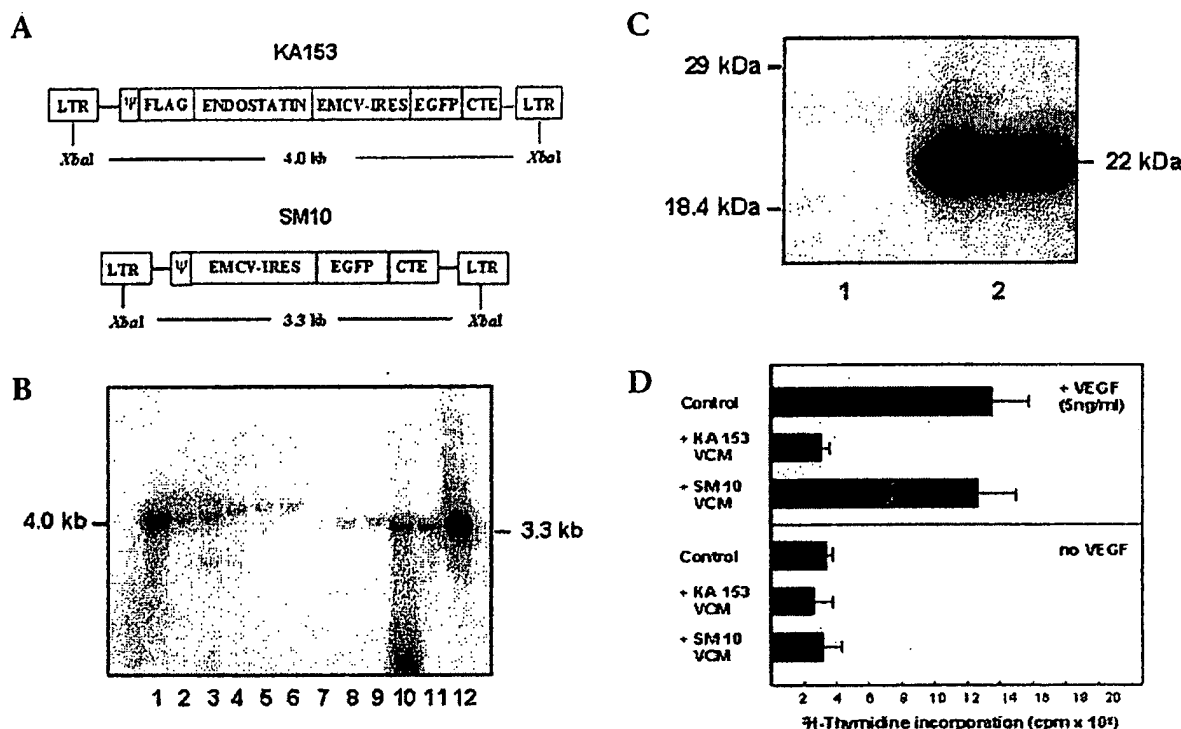 A
KA153
LTR Ψ FLAG ENDOSTATIN EMCV-IRES EGFP CTE LTR
XbaI 4.0 kb XbaI
SM10
LTR Ψ EMCV-IRES EGFP CTE LTR
XbaI 3.3 kb XbaI
B
4.0 kb
3.3 kb
1 2 3 4 5 6 7 8 9 10 11 12
C
29 kDa
22 kDa
18.4 kDa
1 2
D
Control
+ KA 153
VCM
+ SM 10
VCM
+ VEGF
(5ng/ml)
Control
+ KA 153
VCM
+ SM 10
VCM
no VEGF
2 4 6 8 10 12 14 16 18 20
³H-Thymidine incorporation (cpm x